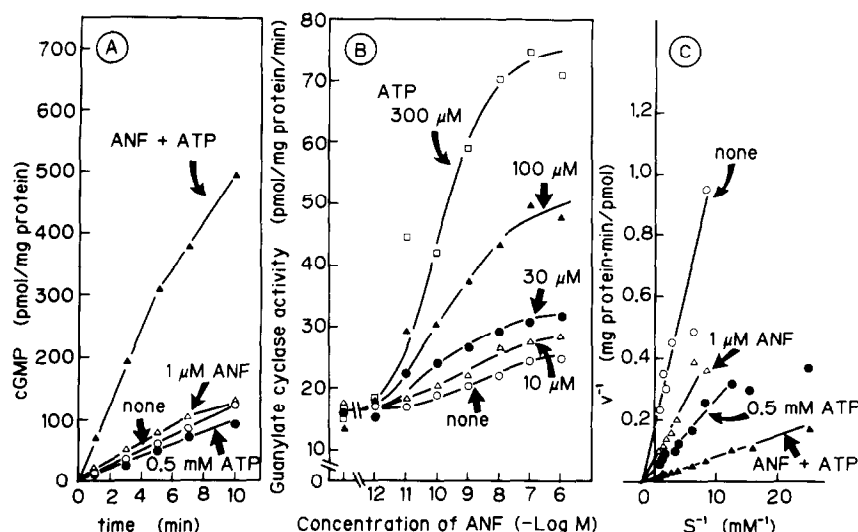 A
700
600
500
400
300
200
100
0
cGMP (pmol/mg protein)
ANF + ATP
1 µM ANF
none
0.5 mM ATP
0 2 4 6 8 10
time (min)
B
80
70
60
50
40
30
20
10
0
Guanylate cyclase activity (pmol/mg protein/min)
ATP
300 µM
100 µM
30 µM
10 µM
none
12 11 10 9 8 7 6
Concentration of ANF (-Log M)
C
1.2
1.0
0.8
0.6
0.4
0.2
V⁻¹ (mg protein·min/pmol)
none
1 µM ANF
0.5 mM ATP
ANF + ATP
0 10 20
S⁻¹ (mM⁻¹)